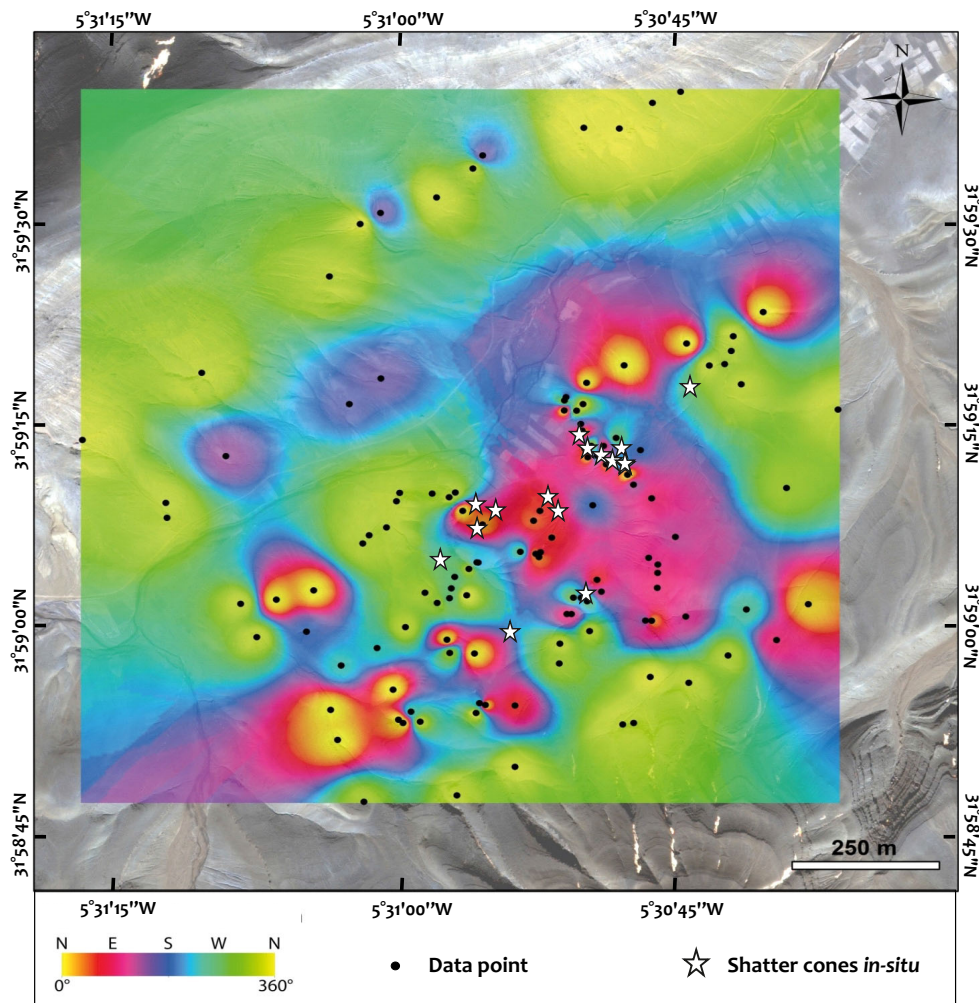 5°31'15"W 5°31'00"W 5°30'45"W
N
31°59'30"N 31°59'30"N
31°59'15"N 31°59'15"N
31°59'00"N 31°59'00"N
31°58'45"N 31°58'45"N
250 m
5°31'15"W 5°31'00"W 5°30'45"W
N E S W N
0° 360°
Data point
Shatter cones in-situ